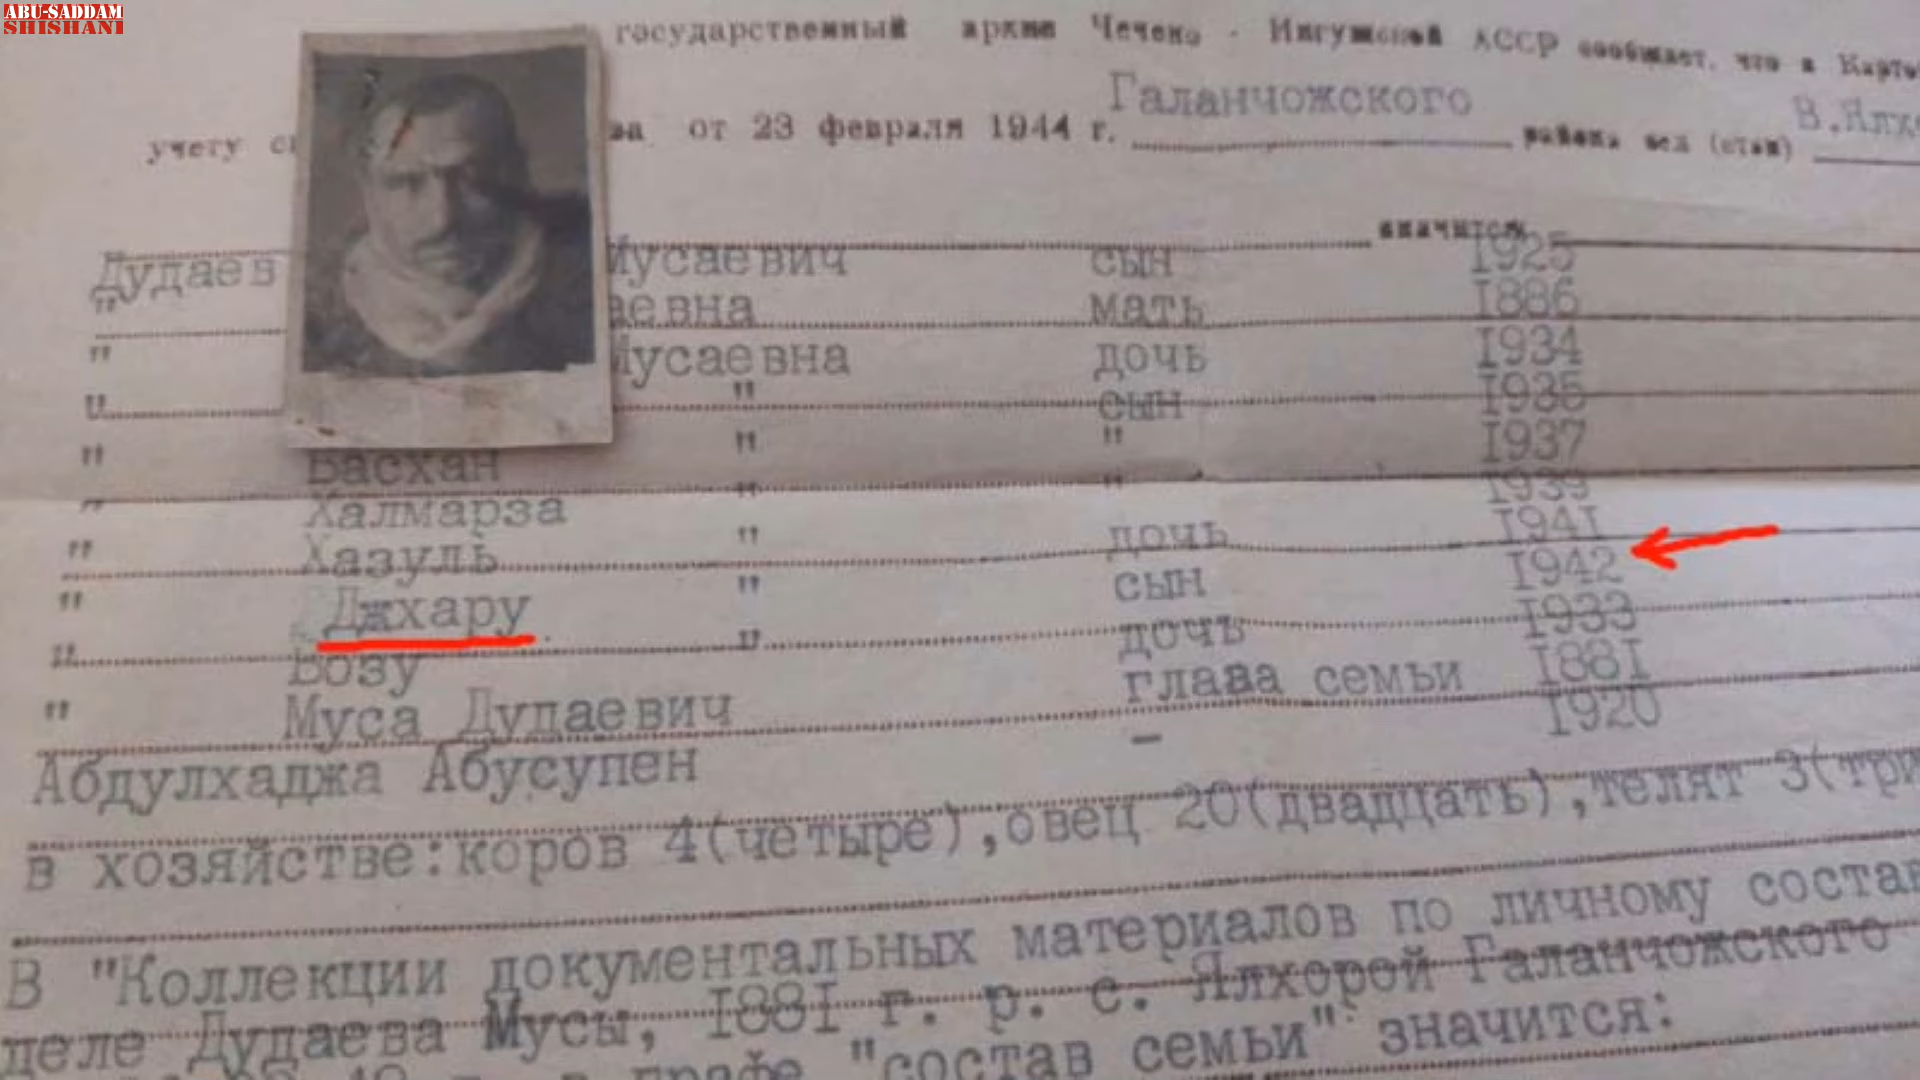 ABU-SADDAM
SHISHANI
государственный архив Чечено - Ингушской АССР сообщает, что в
учету от 23 февраля 1944 г. Галанчожского района сел (стан)
значится
Дудаев Мусаевич сын 1925
" мать 1886
" Мусаевна дочь 1934
" " сын 1935
" Басхан " " 1937
" Халмарза " " 1939
" Хазуль " дочь 1941
" Джхару " сын 1942
" Возу " дочь 1933
" Муса Дудаевич глава семьи 1881
Абдулхаджа Абусупен – 1920
в хозяйстве:коров 4(четыре),овец 20(двадцать),телят 3(три
В "Коллекции документальных материалов по личному
деле Дудаева Мусы, 1881 г. р. с. Ялхорой Галанчожского
графе "состав семьи" значится: